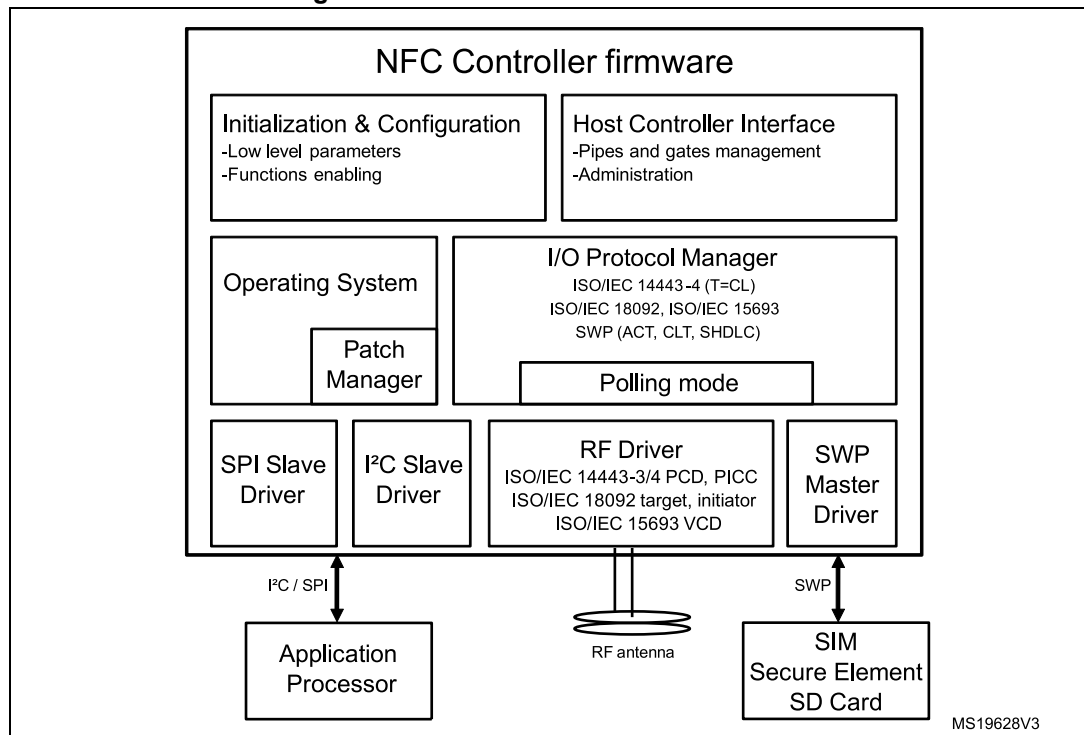 NFC Controller firmware
Initialization & Configuration
-Low level parameters
-Functions enabling
Host Controller Interface
-Pipes and gates management
-Administration
Operating System
Patch
Manager
I/O Protocol Manager
ISO/IEC 14443-4 (T=CL)
ISO/IEC 18092, ISO/IEC 15693
SWP (ACT, CLT, SHDLC)
Polling mode
SPI Slave
Driver
I²C Slave
Driver
RF Driver
ISO/IEC 14443-3/4 PCD, PICC
ISO/IEC 18092 target, initiator
ISO/IEC 15693 VCD
SWP
Master
Driver
I²C / SPI
SWP
RF antenna
Application
Processor
SIM
Secure Element
SD Card
MS19628V3